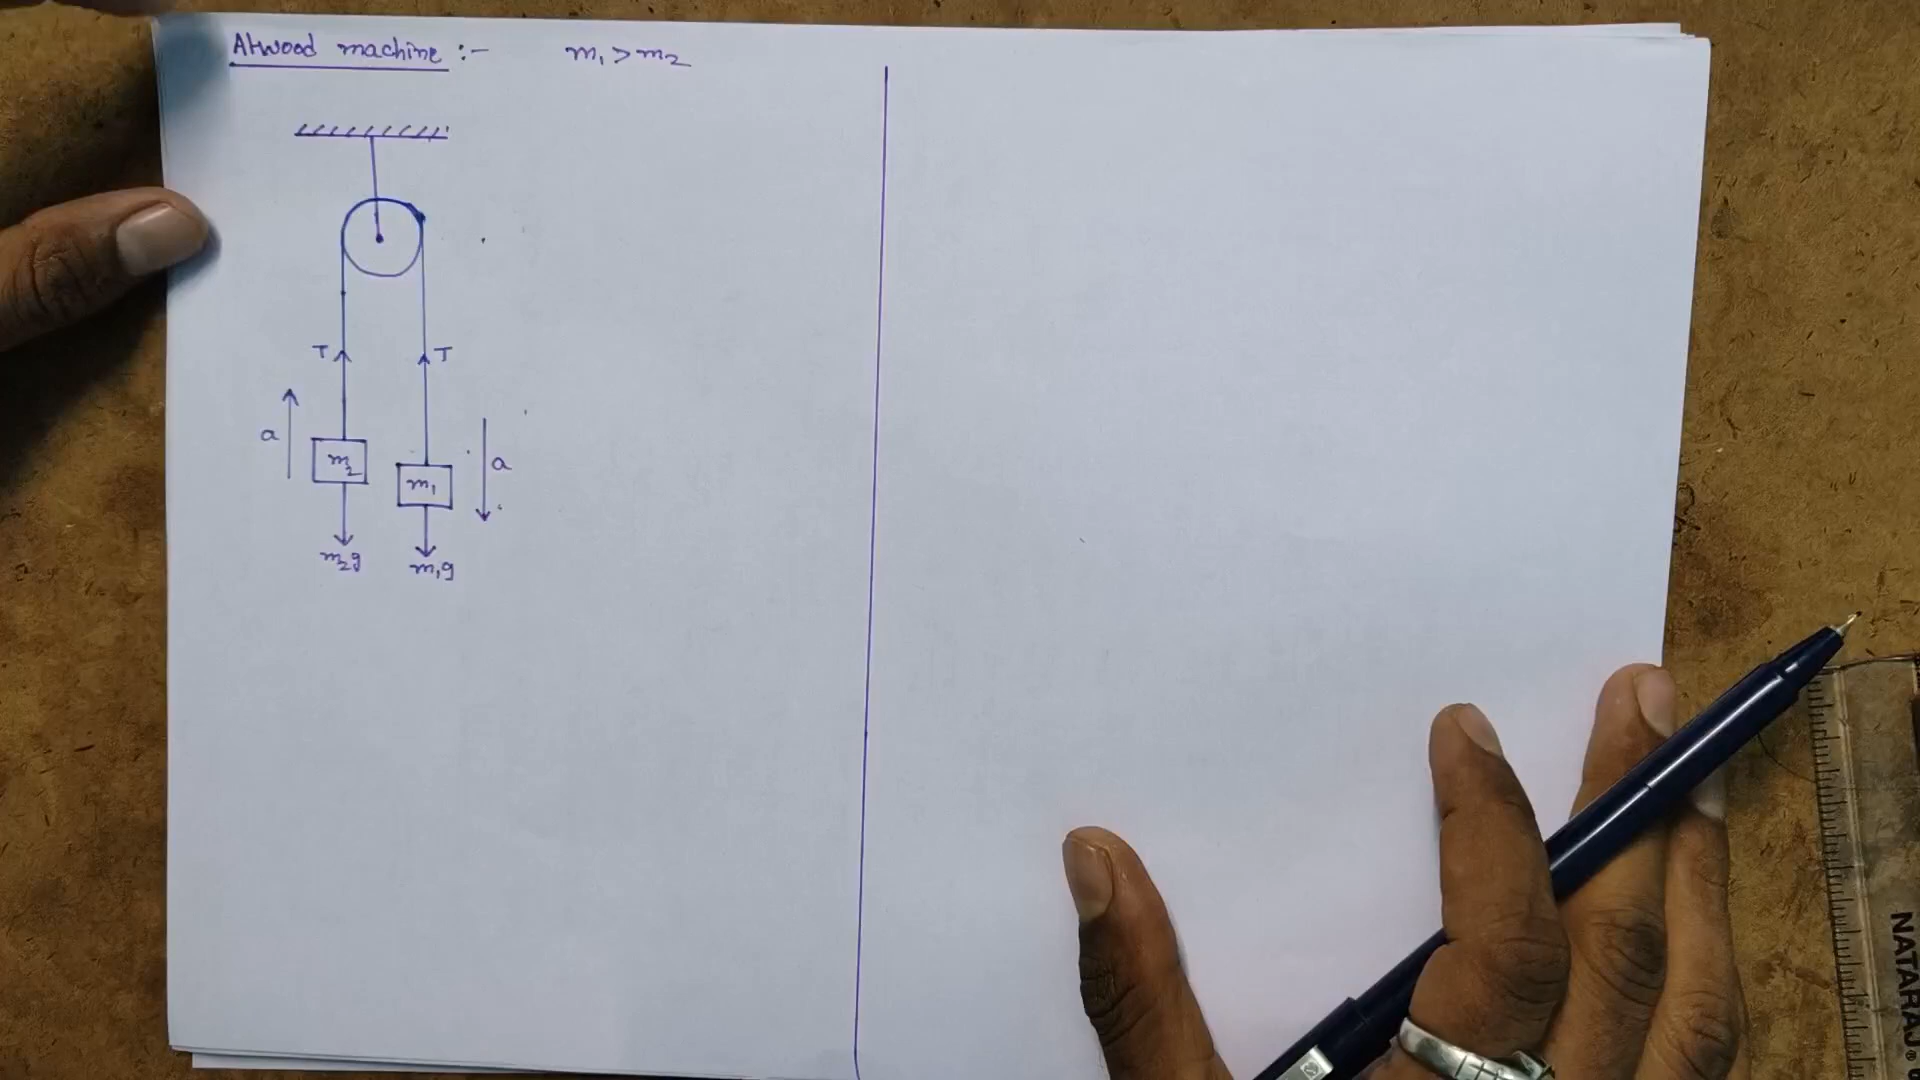 Atwood machine :- m₁ > m₂
T T
a m₂ m₁ a
m₂g m₁g
NATARAJ®